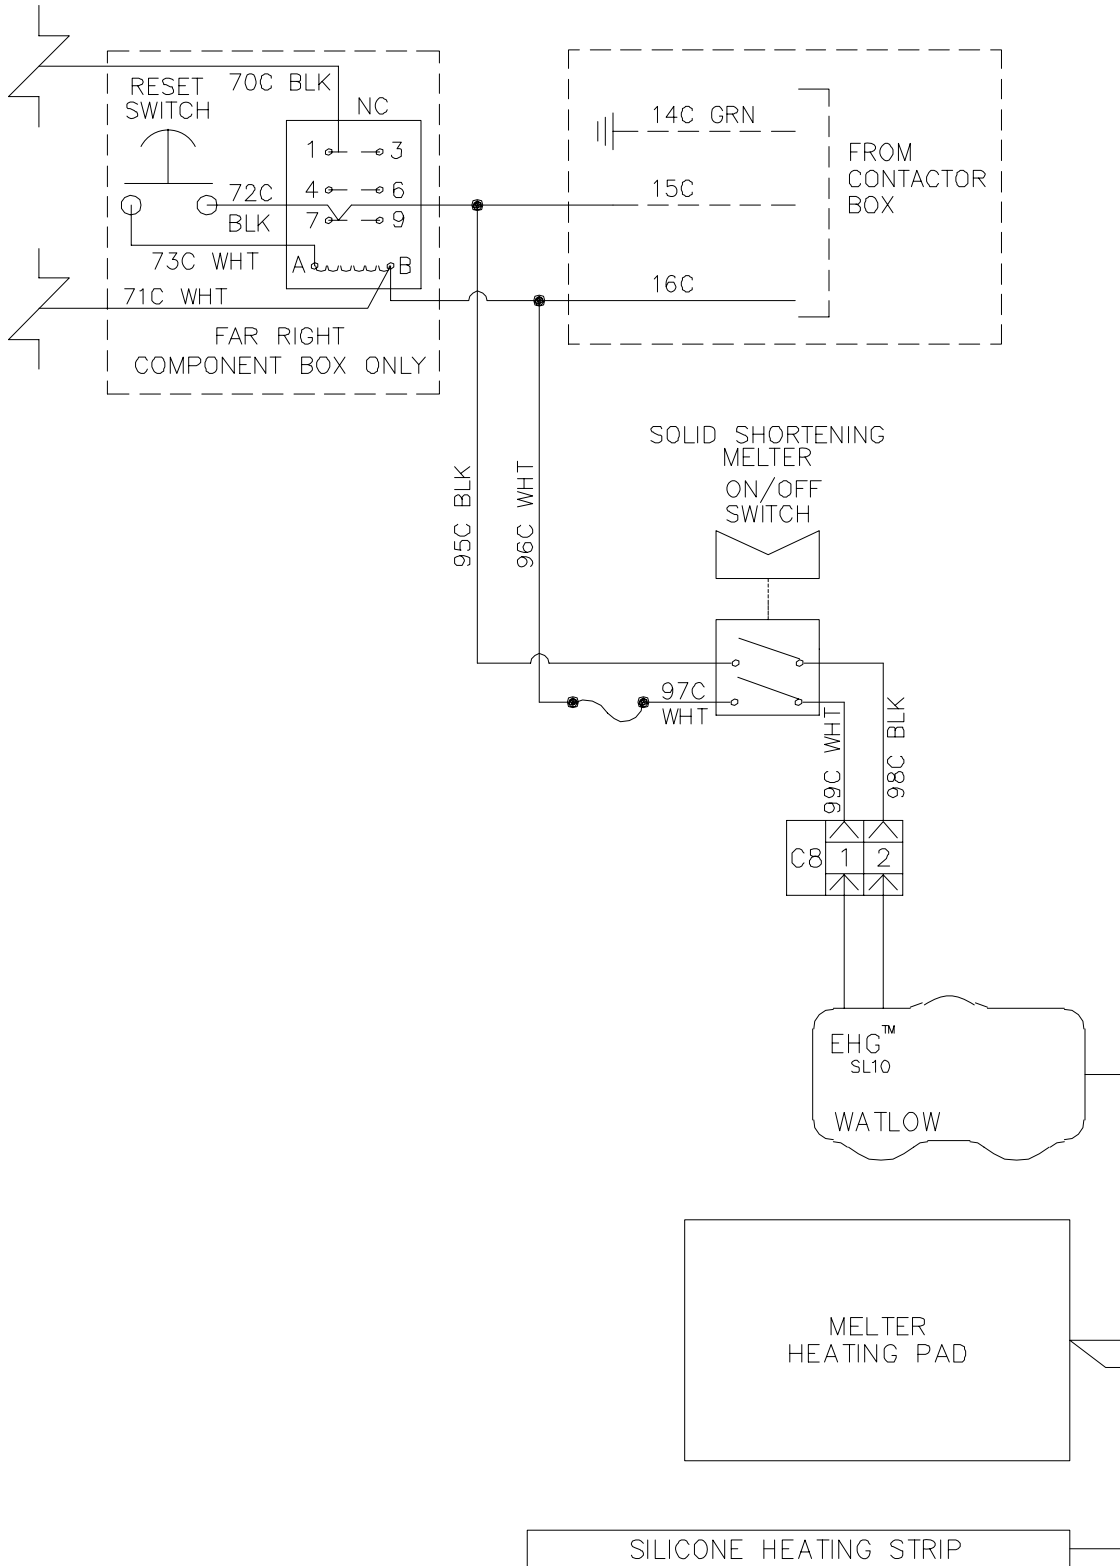 RESET
SWITCH
70C BLK
NC
1
3
4
6
7
9
72C
BLK
73C WHT
A
B
71C WHT
FAR RIGHT
COMPONENT BOX ONLY
14C GRN
15C
16C
FROM
CONTACTOR
BOX
95C BLK
96C WHT
SOLID SHORTENING
MELTER
ON/OFF
SWITCH
97C
WHT
99C WHT
98C BLK
C8
1
2
EHG™
SL10
WATLOW
MELTER
HEATING PAD
SILICONE HEATING STRIP